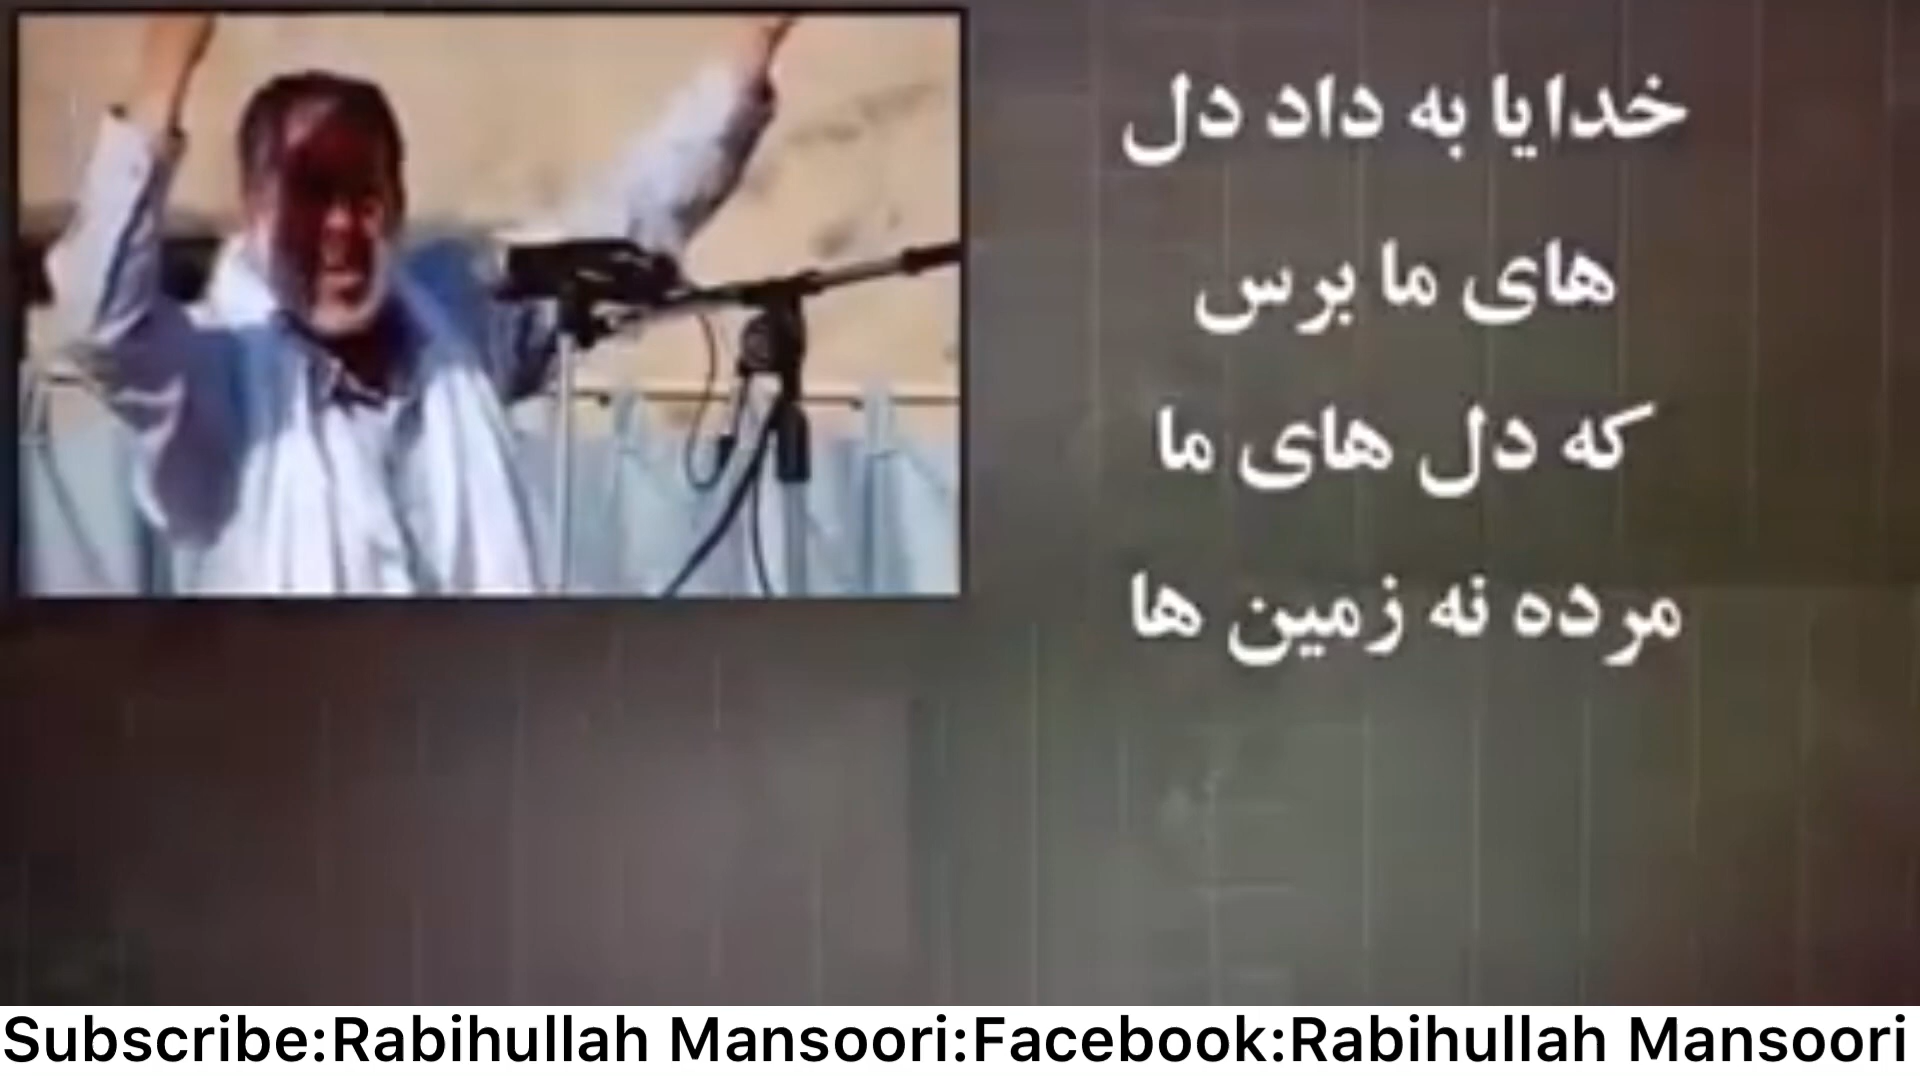 خدایا به داد دل
های ما برس
که دل های ما
مرده نه زمین ها
Subscribe:Rabihullah Mansoori:Facebook:Rabihullah Mansoori